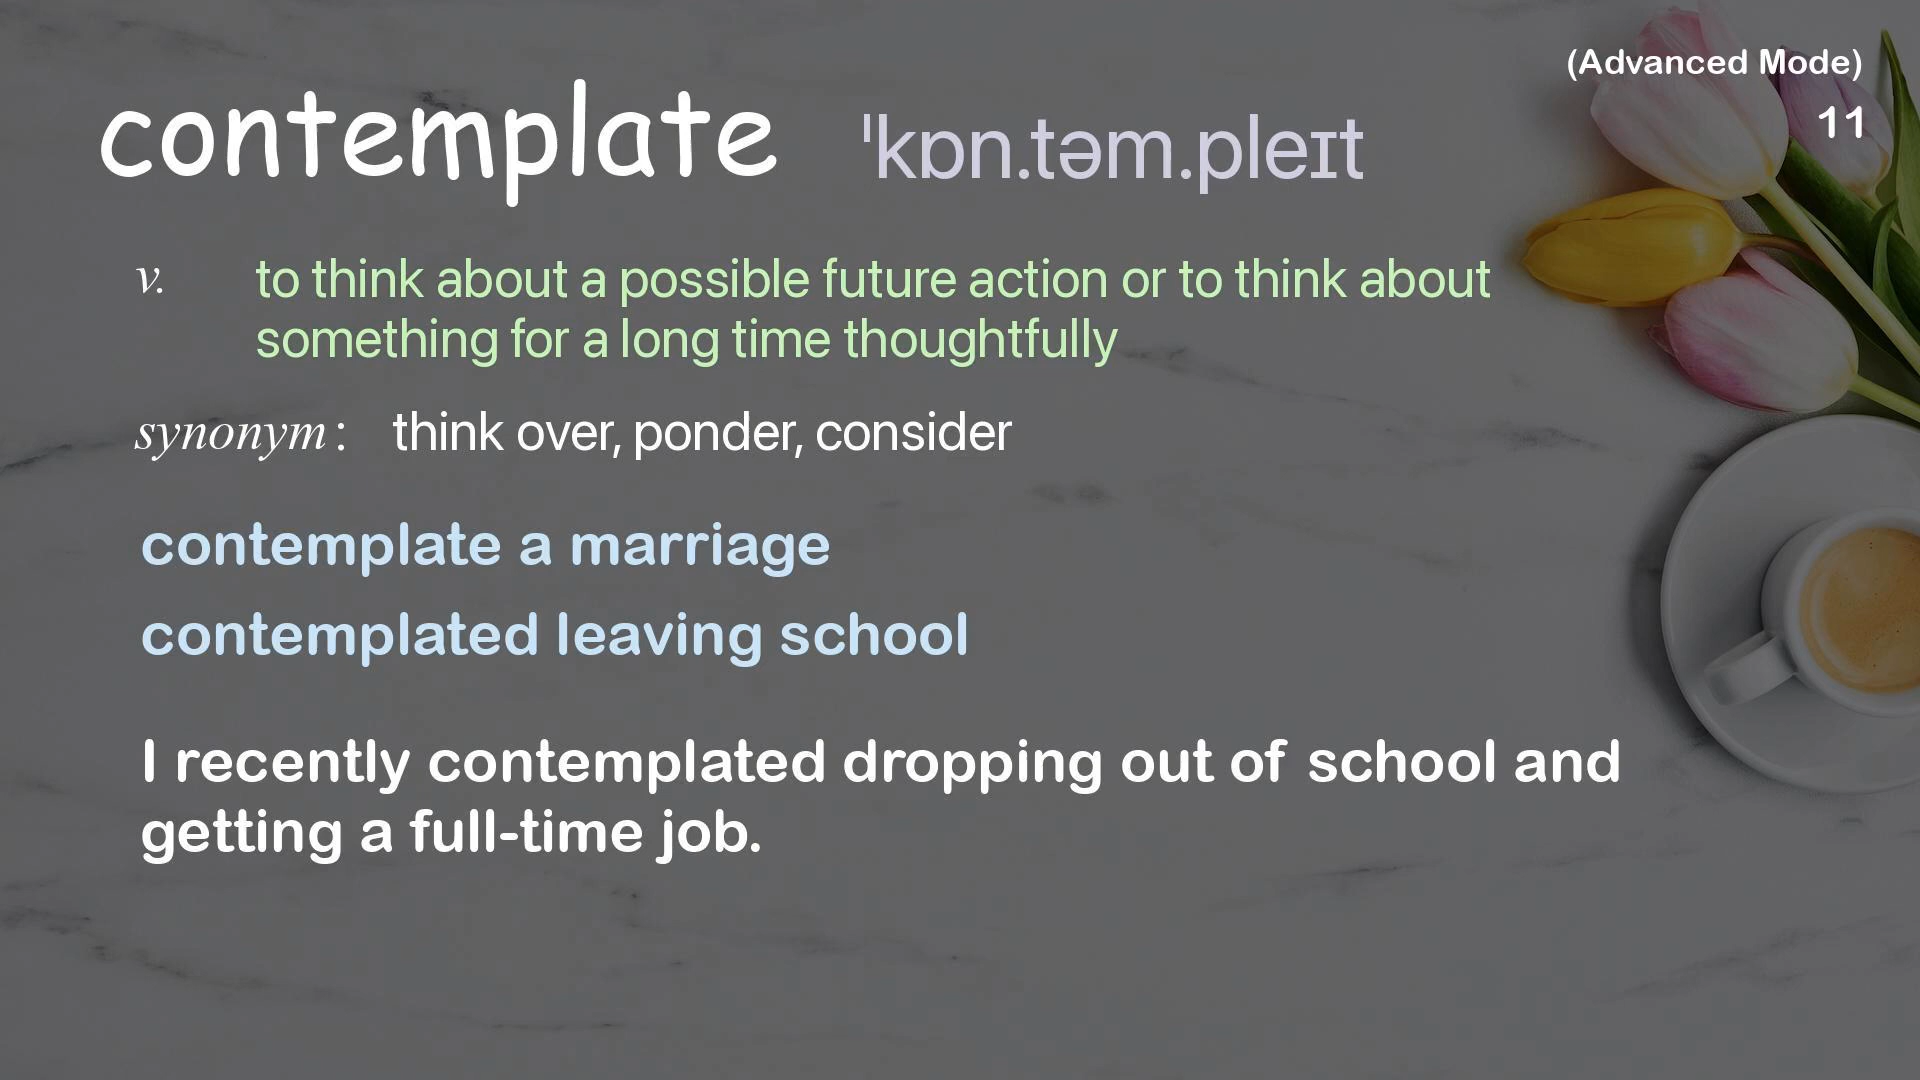 (Advanced Mode)
contemplate ˈkɒn.təm.pleɪt
11
v. to think about a possible future action or to think about
something for a long time thoughtfully
synonym: think over, ponder, consider
contemplate a marriage
contemplated leaving school
I recently contemplated dropping out of school and
getting a full-time job.